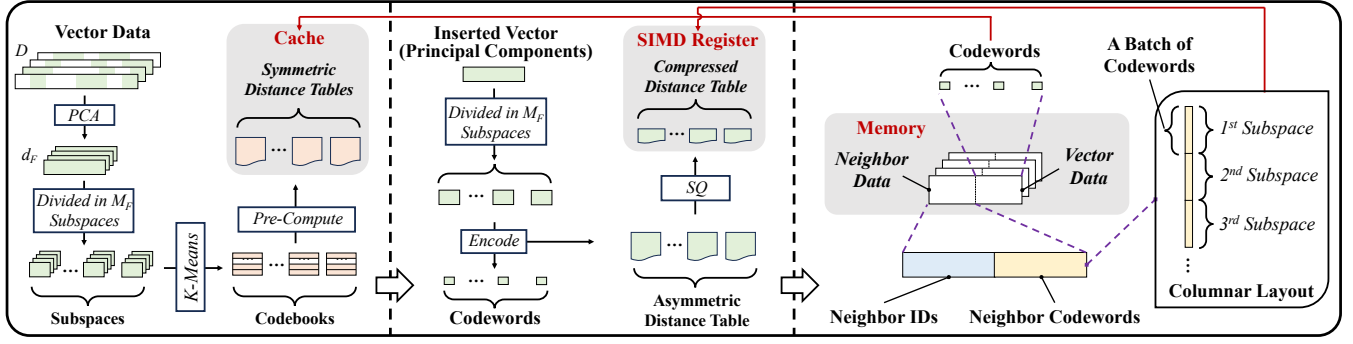 Vector Data
D
PCA
d_F
Divided in M_F
Subspaces
...
...
Subspaces
K-Means
Cache
Symmetric
Distance Tables
...
Pre-Compute
...
...
Codebooks
Inserted Vector
(Principal Components)
Divided in M_F
Subspaces
...
Encode
...
Codewords
SIMD Register
Compressed
Distance Table
...
SQ
...
Asymmetric
Distance Table
Codewords
...
Memory
Neighbor
Data
Vector
Data
Neighbor IDs
Neighbor Codewords
A Batch of
Codewords
1st Subspace
2nd Subspace
3rd Subspace
...
Columnar Layout